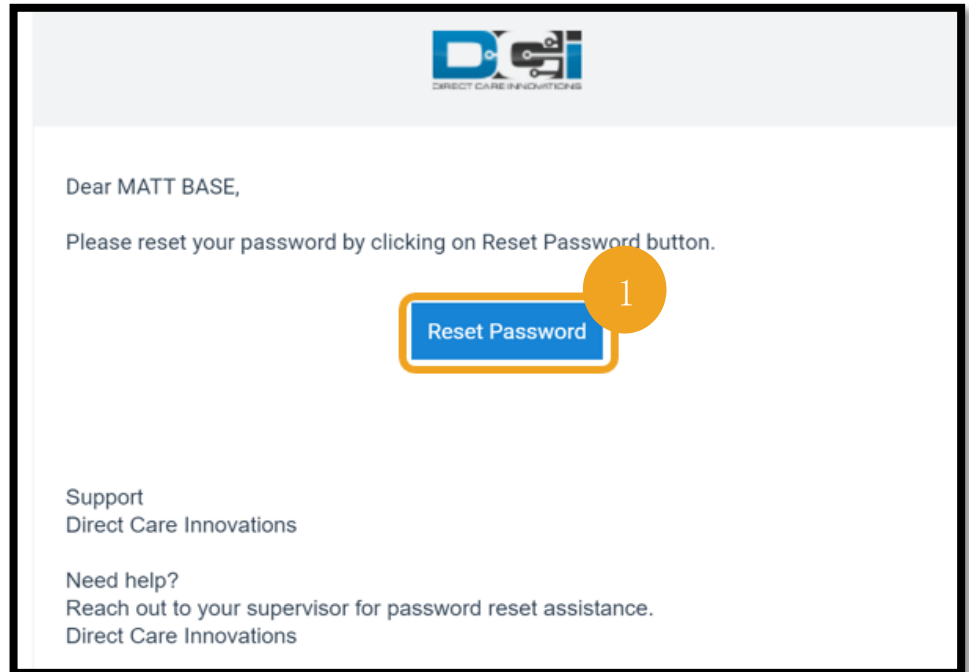 DCI
DIRECT CARE INNOVATIONS
Dear MATT BASE,
Please reset your password by clicking on Reset Password button.
1
Reset Password
Support
Direct Care Innovations
Need help?
Reach out to your supervisor for password reset assistance.
Direct Care Innovations